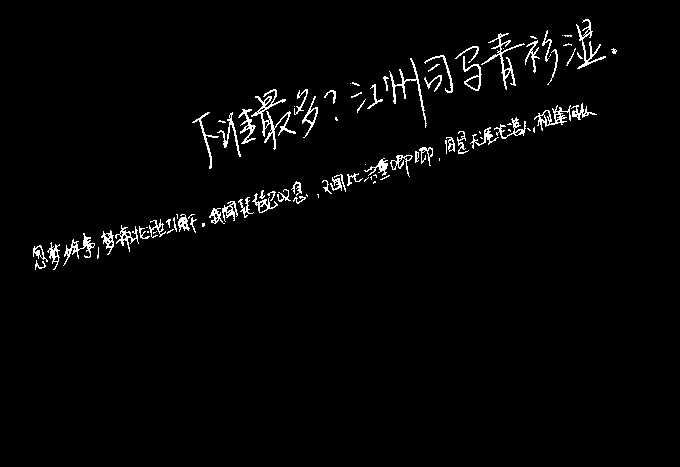 下谁最多？江州司马青衫湿。
忽梦少年事，梦啼妆泪红阑干。我闻琵琶已叹息，又闻此语重唧唧，同是天涯沦落人，相逢何必